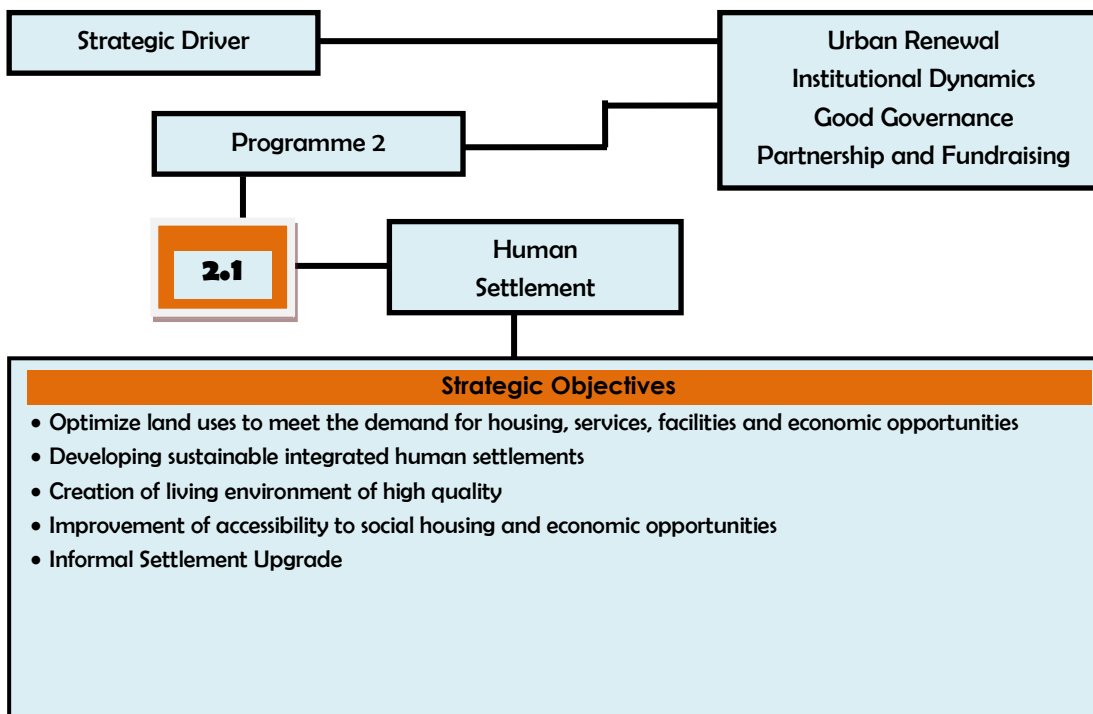 Strategic Driver
Urban Renewal
Institutional Dynamics
Good Governance
Partnership and Fundraising
Programme 2
2.1
Human
Settlement
Strategic Objectives
• Optimize land uses to meet the demand for housing, services, facilities and economic opportunities
• Developing sustainable integrated human settlements
• Creation of living environment of high quality
• Improvement of accessibility to social housing and economic opportunities
• Informal Settlement Upgrade